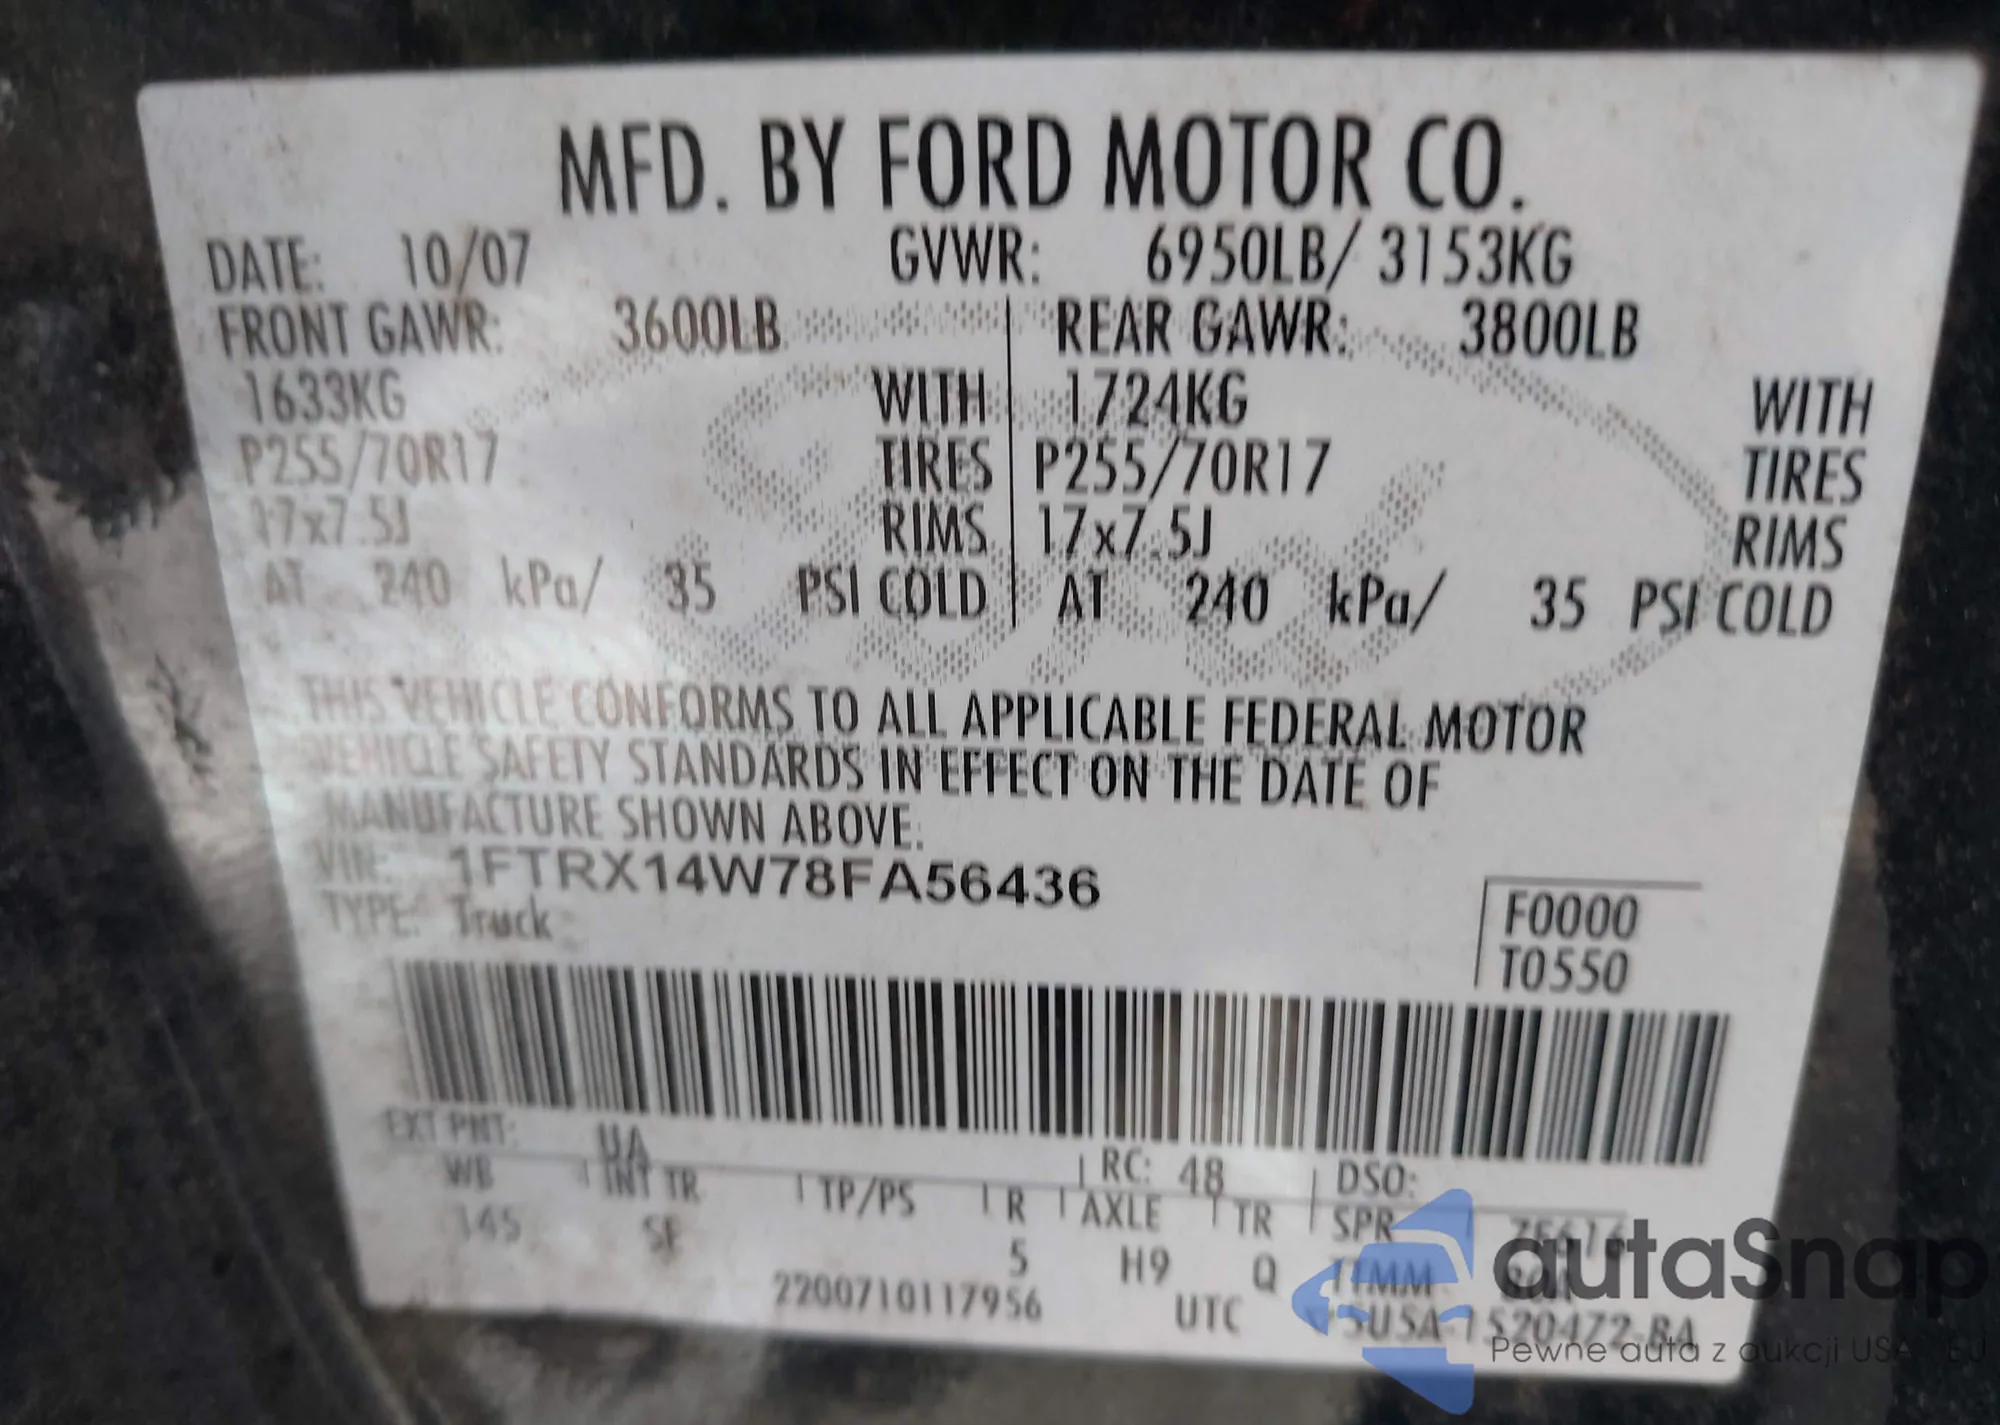 MFD. BY FORD MOTOR CO.
DATE: 10/07 GVWR: 6950LB/ 3153KG
FRONT GAWR: 3600LB REAR GAWR: 3800LB
1633KG WITH 1724KG WITH
P255/70R17 TIRES P255/70R17 TIRES
17x7.5J RIMS 17x7.5J RIMS
AT 240 kPa/ 35 PSI COLD AT 240 kPa/ 35 PSI COLD
THIS VEHICLE CONFORMS TO ALL APPLICABLE FEDERAL MOTOR
VEHICLE SAFETY STANDARDS IN EFFECT ON THE DATE OF
MANUFACTURE SHOWN ABOVE.
VIN: 1FTRX14W78FA56436
TYPE: Truck
F0000
T0550
EXT PNT: UA RC: 48 DSO:
WB INT TR TP/PS R AXLE TR SPR
145 SF 5 H9 Q TTMM
2200710117956 UTC
autaSnap
Pewne auta z aukcji USA